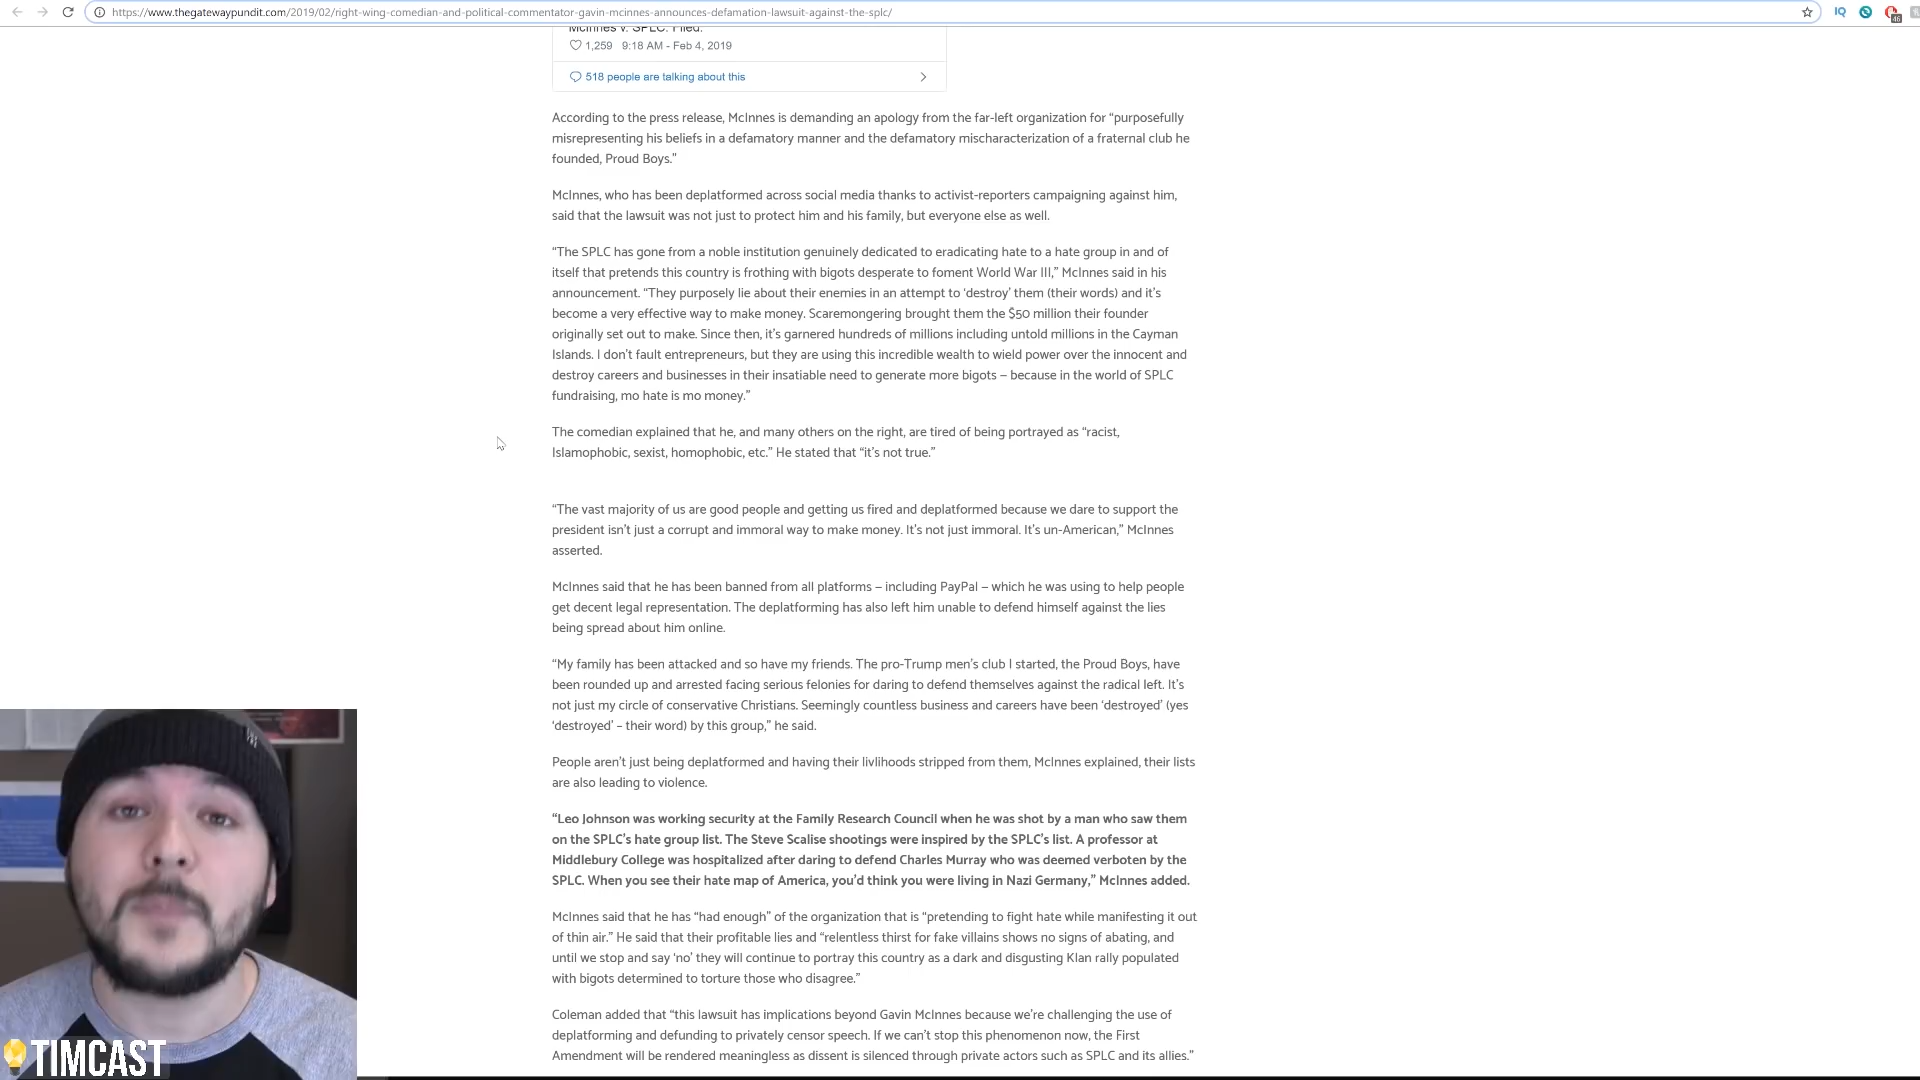 https://www.thegatewaypundit.com/2019/02/right-wing-comedian-and-political-commentator-gavin-mcinnes-announces-defamation-lawsuit-against-the-splc/
IQ
46
McInnes v. SPLC. Filed.
1,259 9:18 AM - Feb 4, 2019
518 people are talking about this
According to the press release, McInnes is demanding an apology from the far-left organization for “purposefully
misrepresenting his beliefs in a defamatory manner and the defamatory mischaracterization of a fraternal club he
founded, Proud Boys.”
McInnes, who has been deplatformed across social media thanks to activist-reporters campaigning against him,
said that the lawsuit was not just to protect him and his family, but everyone else as well.
“The SPLC has gone from a noble institution genuinely dedicated to eradicating hate to a hate group in and of
itself that pretends this country is frothing with bigots desperate to foment World War III,” McInnes said in his
announcement. “They purposely lie about their enemies in an attempt to ‘destroy’ them (their words) and it’s
become a very effective way to make money. Scaremongering brought them the $50 million their founder
originally set out to make. Since then, it’s garnered hundreds of millions including untold millions in the Cayman
Islands. I don’t fault entrepreneurs, but they are using this incredible wealth to wield power over the innocent and
destroy careers and businesses in their insatiable need to generate more bigots – because in the world of SPLC
fundraising, mo hate is mo money.”
The comedian explained that he, and many others on the right, are tired of being portrayed as “racist,
Islamophobic, sexist, homophobic, etc.” He stated that “it’s not true.”
“The vast majority of us are good people and getting us fired and deplatformed because we dare to support the
president isn’t just a corrupt and immoral way to make money. It’s not just immoral. It’s un-American,” McInnes
asserted.
McInnes said that he has been banned from all platforms – including PayPal – which he was using to help people
get decent legal representation. The deplatforming has also left him unable to defend himself against the lies
being spread about him online.
“My family has been attacked and so have my friends. The pro-Trump men’s club I started, the Proud Boys, have
been rounded up and arrested facing serious felonies for daring to defend themselves against the radical left. It’s
not just my circle of conservative Christians. Seemingly countless business and careers have been ‘destroyed’ (yes
‘destroyed’ – their word) by this group,” he said.
People aren’t just being deplatformed and having their livlihoods stripped from them, McInnes explained, their lists
are also leading to violence.
“Leo Johnson was working security at the Family Research Council when he was shot by a man who saw them
on the SPLC’s hate group list. The Steve Scalise shootings were inspired by the SPLC’s list. A professor at
Middlebury College was hospitalized after daring to defend Charles Murray who was deemed verboten by the
SPLC. When you see their hate map of America, you’d think you were living in Nazi Germany,” McInnes added.
McInnes said that he has “had enough” of the organization that is “pretending to fight hate while manifesting it out
of thin air.” He said that their profitable lies and “relentless thirst for fake villains shows no signs of abating, and
until we stop and say ‘no’ they will continue to portray this country as a dark and disgusting Klan rally populated
with bigots determined to torture those who disagree.”
Coleman added that “this lawsuit has implications beyond Gavin McInnes because we’re challenging the use of
deplatforming and defunding to privately censor speech. If we can’t stop this phenomenon now, the First
Amendment will be rendered meaningless as dissent is silenced through private actors such as SPLC and its allies.”
TIMCAST